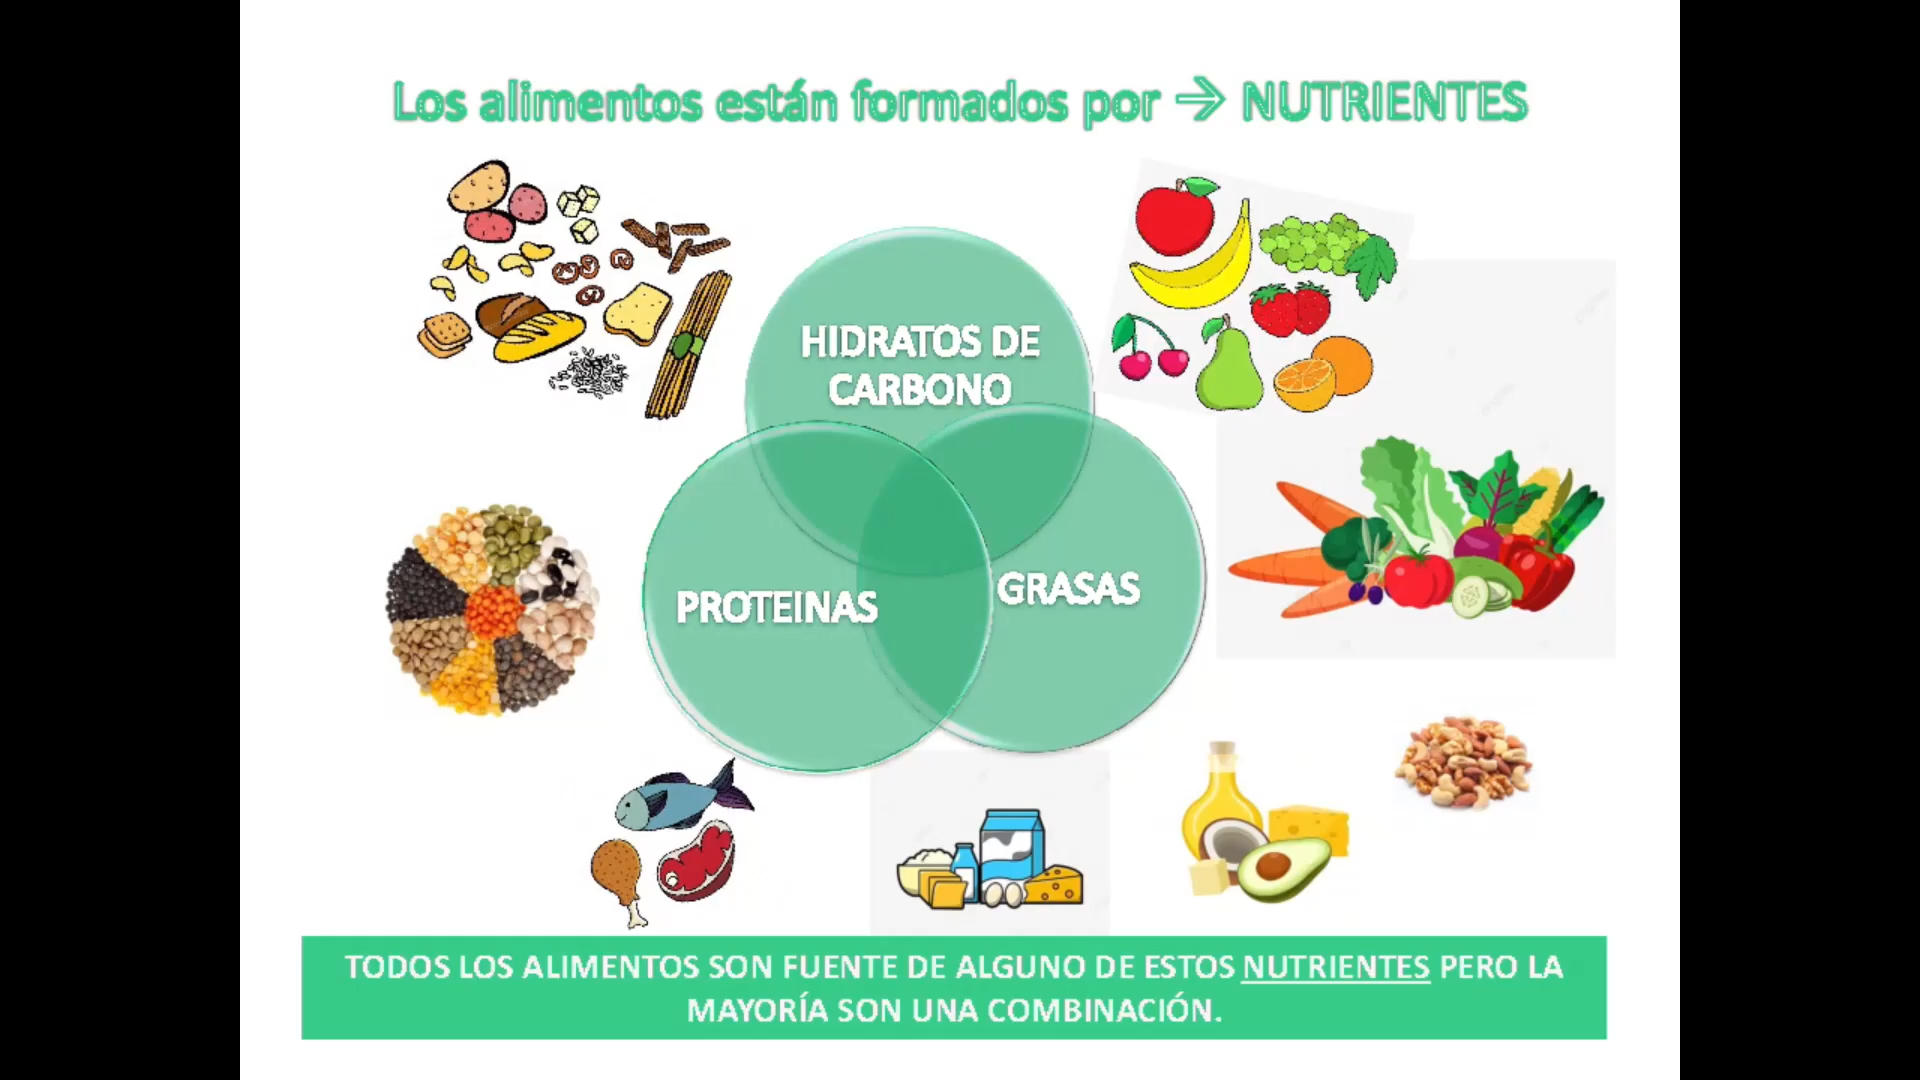 Los alimentos están formados por → NUTRIENTES
HIDRATOS DE
CARBONO
PROTEINAS
GRASAS
TODOS LOS ALIMENTOS SON FUENTE DE ALGUNO DE ESTOS NUTRIENTES PERO LA
MAYORÍA SON UNA COMBINACIÓN.